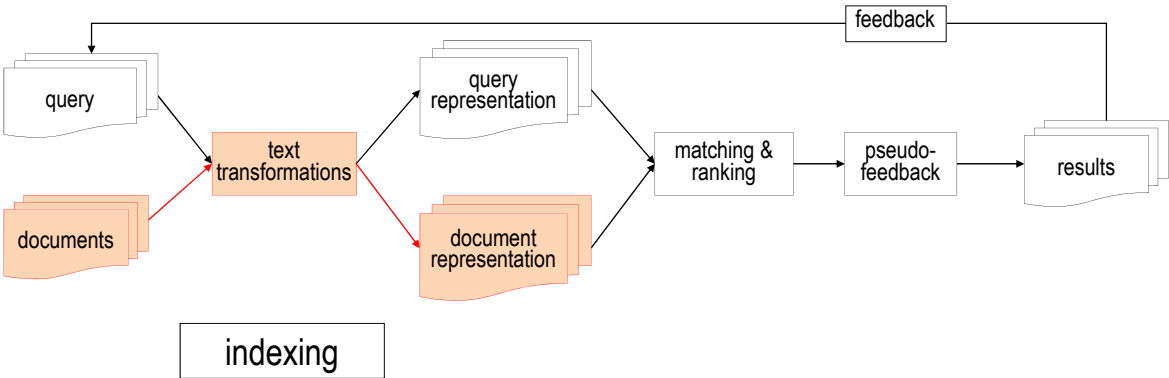 feedback
query
query
representation
text
transformations
matching &
ranking
pseudo-
feedback
results
documents
document
representation
indexing